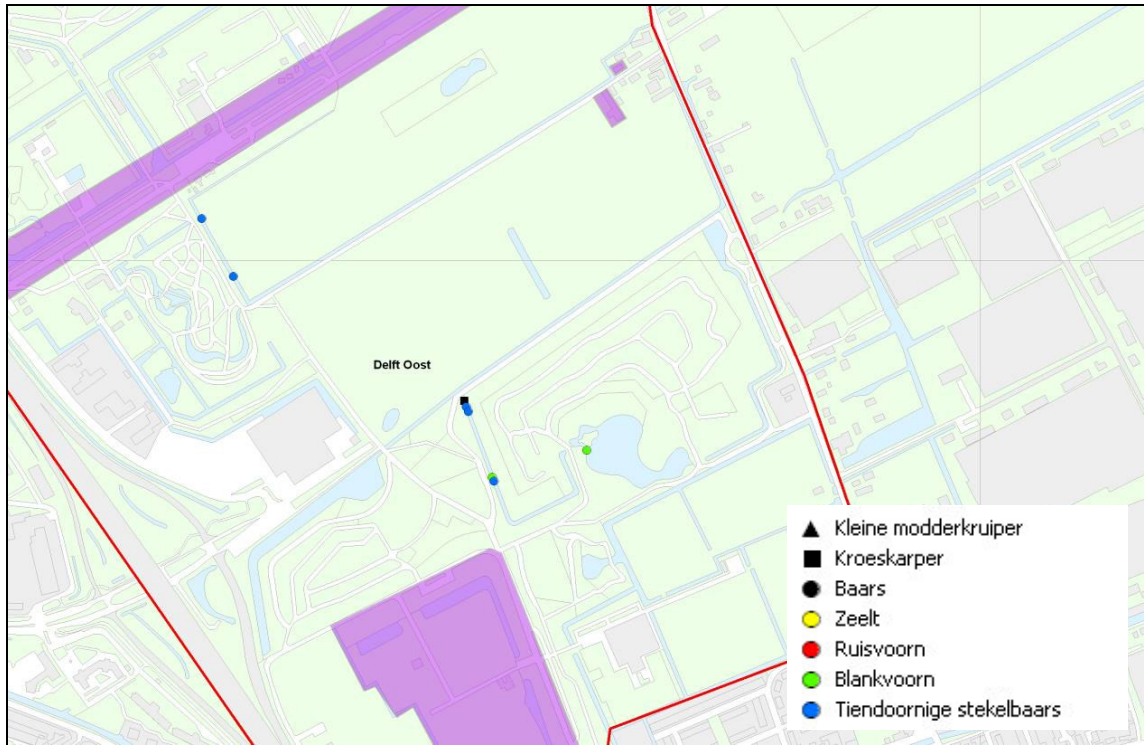 Delft Oost
Kleine modderkruiper
Kroeskarper
Baars
Zeelt
Ruisvoorn
Blankvoorn
Tiendoornige stekelbaars